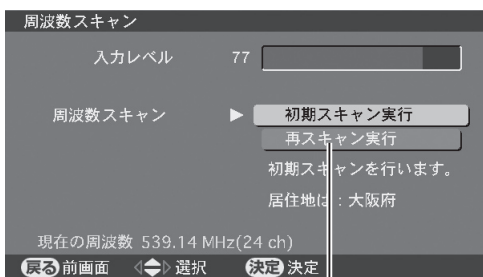 周波数スキャン
入力レベル 77
周波数スキャン ▶ 初期スキャン実行
再スキャン実行
初期スキャンを行います。
居住地は：大阪府
現在の周波数 539.14 MHz(24 ch)
戻る 前画面 選択 決定 決定